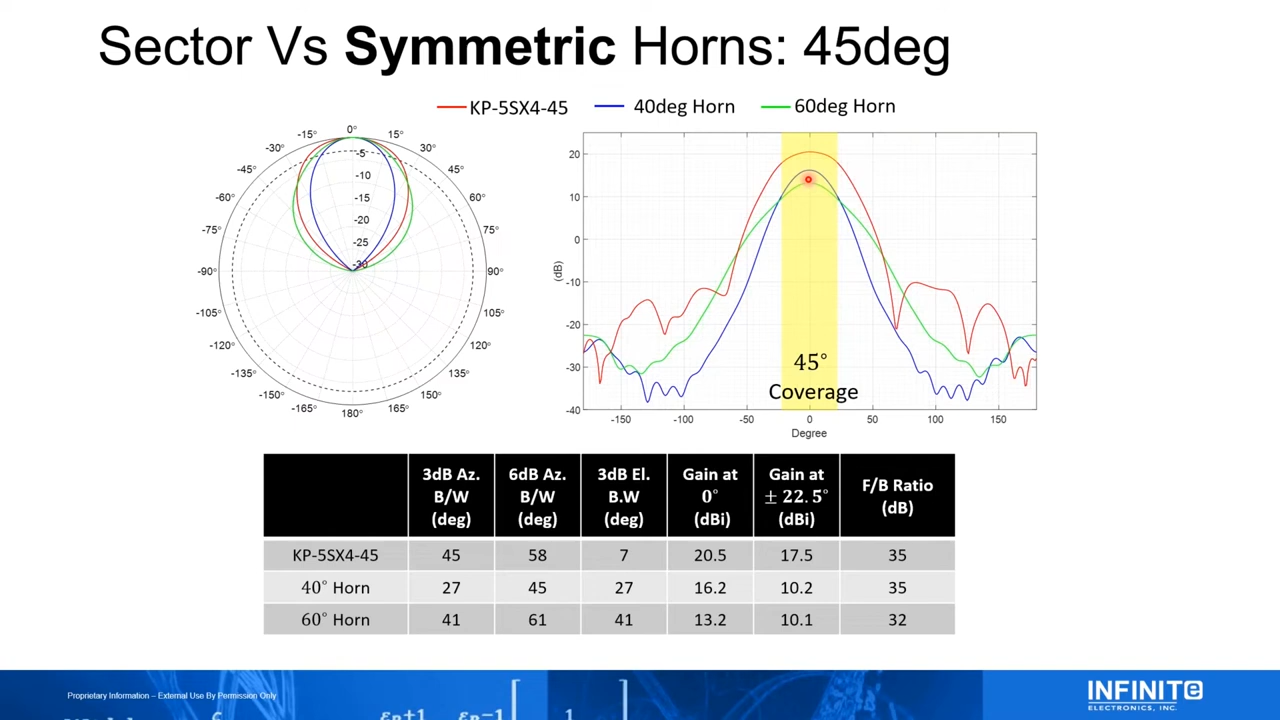 Sector Vs Symmetric Horns: 45deg
KP-5SX4-45 40deg Horn 60deg Horn
0°
-15° 15°
-30° 30°
-45° 45°
-60° 60°
-75° 75°
-90° 90°
-105° 105°
-120° 120°
-135° 135°
-150° 150°
-165° 165°
180°
-5
-10
-15
-20
-25
-30
20
10
0
-10
-20
-30
-40
(dB)
45°
Coverage
-150 -100 -50 0 50 100 150
Degree
3dB Az. B/W (deg) 6dB Az. B/W (deg) 3dB El. B.W (deg) Gain at 0° (dBi) Gain at ± 22.5° (dBi) F/B Ratio (dB)
KP-5SX4-45 45 58 7 20.5 17.5 35
40° Horn 27 45 27 16.2 10.2 35
60° Horn 41 61 41 13.2 10.1 32
Proprietary Information – External Use By Permission Only
INFINITe
ELECTRONICS, INC.